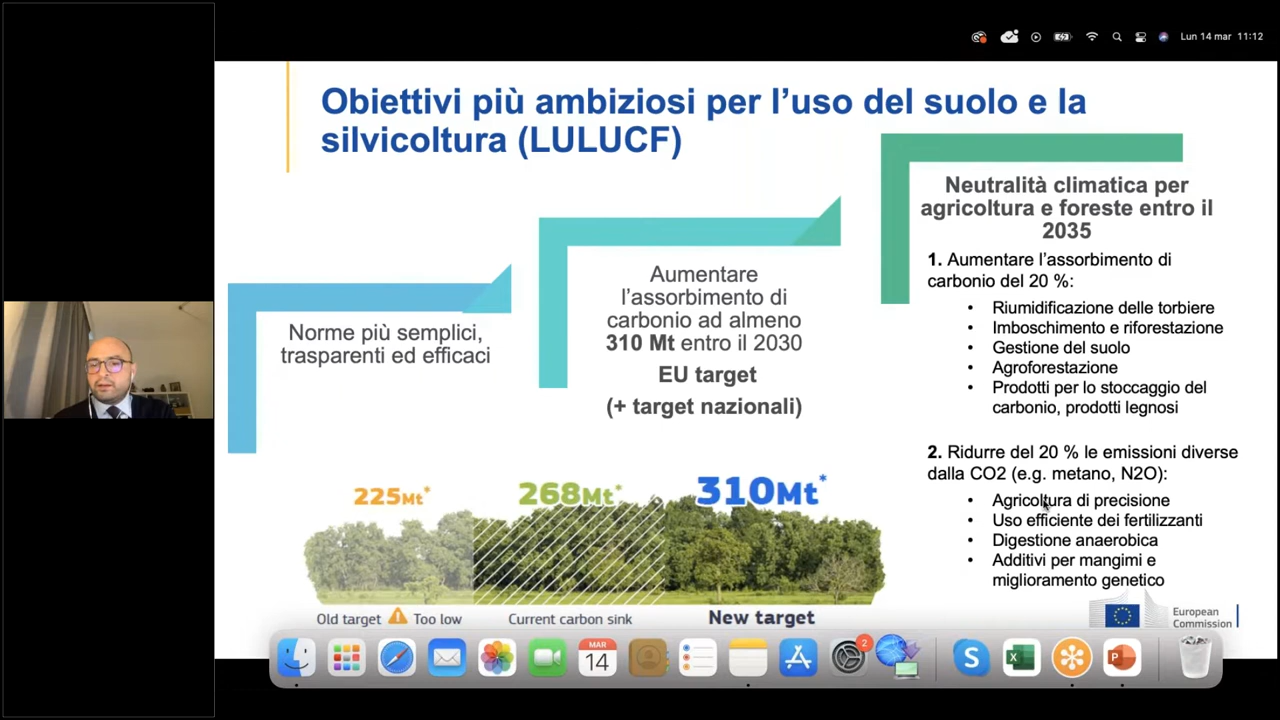 Lun 14 mar 11:12
Obiettivi più ambiziosi per l'uso del suolo e la
silvicoltura (LULUCF)
Norme più semplici,
trasparenti ed efficaci
Aumentare
l'assorbimento di
carbonio ad almeno
310 Mt entro il 2030
EU target
(+ target nazionali)
Neutralità climatica per
agricoltura e foreste entro il
2035
1. Aumentare l'assorbimento di
carbonio del 20 %:
• Riumidificazione delle torbiere
• Imboschimento e riforestazione
• Gestione del suolo
• Agroforestazione
• Prodotti per lo stoccaggio del
carbonio, prodotti legnosi
2. Ridurre del 20 % le emissioni diverse
dalla CO2 (e.g. metano, N2O):
• Agricoltura di precisione
• Uso efficiente dei fertilizzanti
• Digestione anaerobica
• Additivi per mangimi e
miglioramento genetico
225Mt*
268Mt*
310Mt*
Old target Too low
Current carbon sink
New target
European
Commission
MAR
14
2
S
X
P